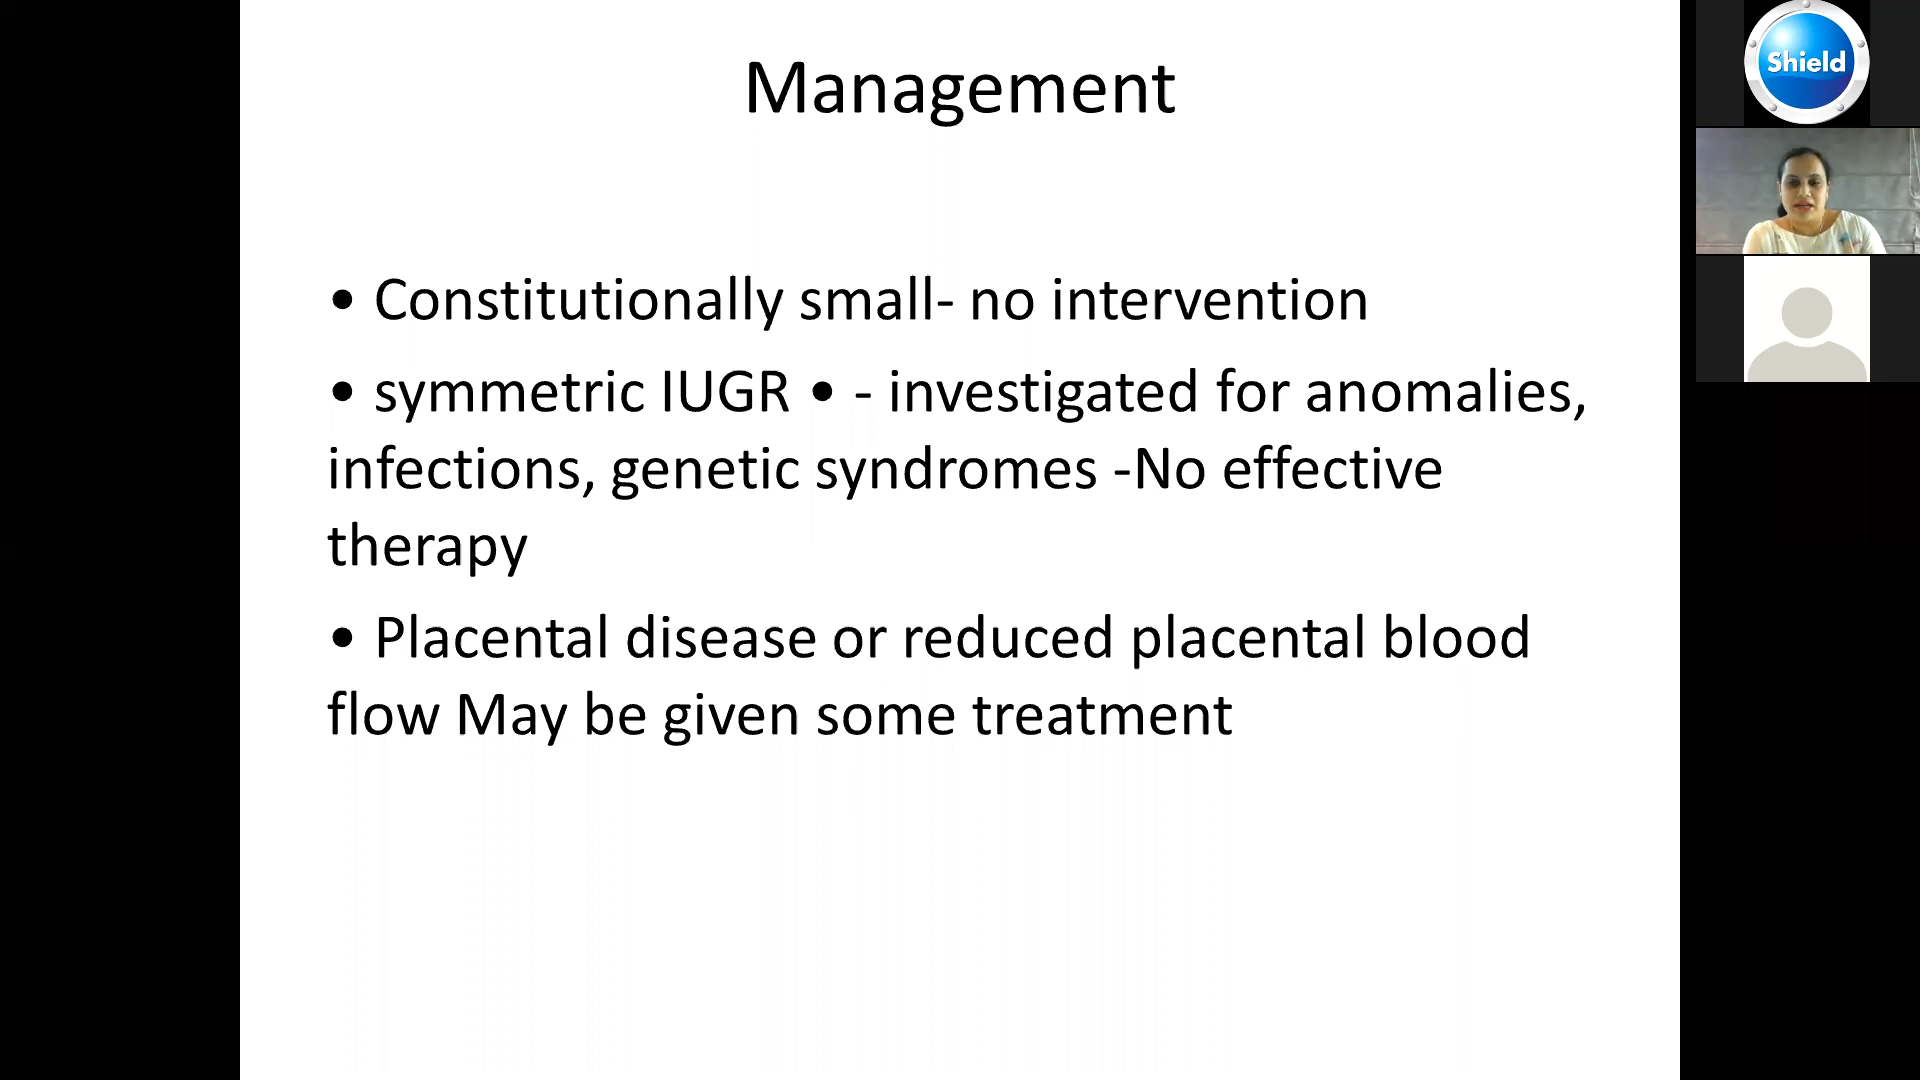 Management
• Constitutionally small- no intervention
• symmetric IUGR • - investigated for anomalies,
infections, genetic syndromes -No effective
therapy
• Placental disease or reduced placental blood
flow May be given some treatment
Shield